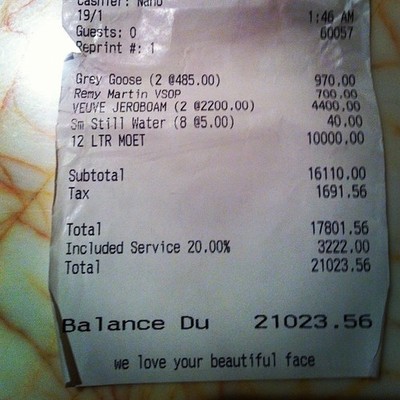 Cashier: Nano
19/1 1:46 AM
Guests: 0 60057
Reprint #: 1
Grey Goose (2 @485.00) 970.00
Remy Martin VSOP 700.00
VEUVE JEROBOAM (2 @2200.00) 4400.00
Sm Still Water (8 @5.00) 40.00
12 LTR MOET 10000.00
Subtotal 16110.00
Tax 1691.56
Total 17801.56
Included Service 20.00% 3222.00
Total 21023.56
Balance Du 21023.56
we love your beautiful face